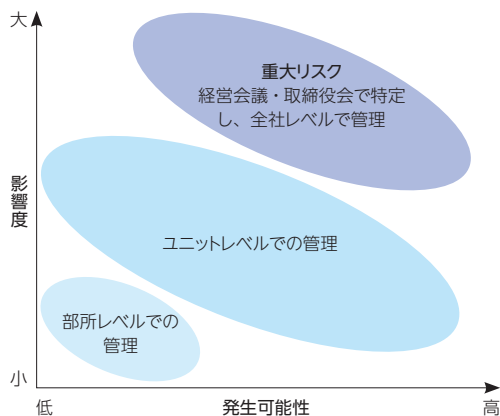 大
重大リスク
経営会議・取締役会で特定
し、全社レベルで管理
影響度
ユニットレベルでの管理
部所レベルでの
管理
小
低
発生可能性
高